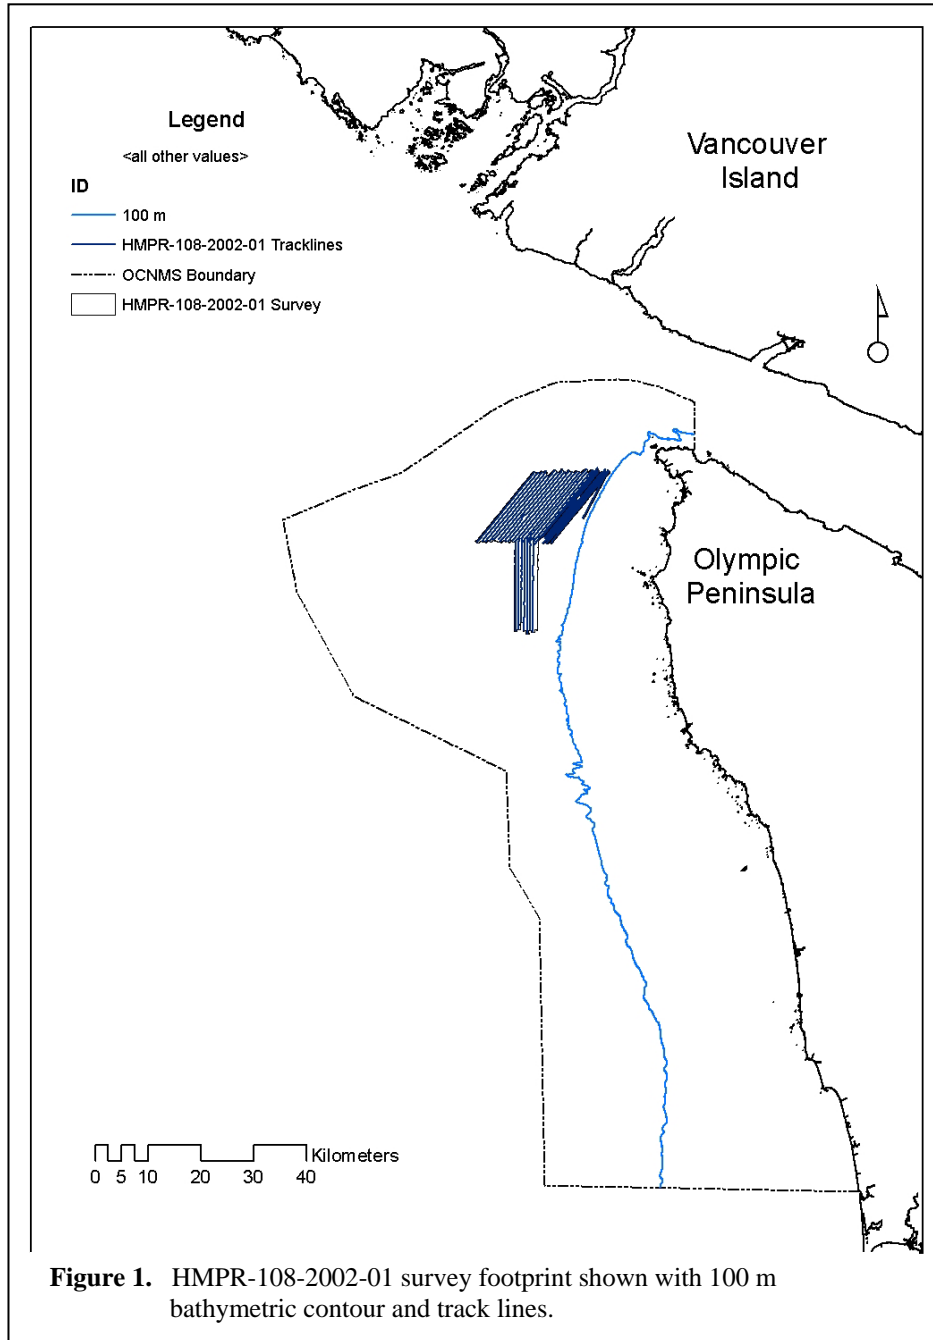 Legend
<all other values>
ID
100 m
HMPR-108-2002-01 Tracklines
OCNMS Boundary
HMPR-108-2002-01 Survey
Vancouver
Island
Olympic
Peninsula
Kilometers
0 5 10 20 30 40
Figure 1. HMPR-108-2002-01 survey footprint shown with 100 m
bathymetric contour and track lines.